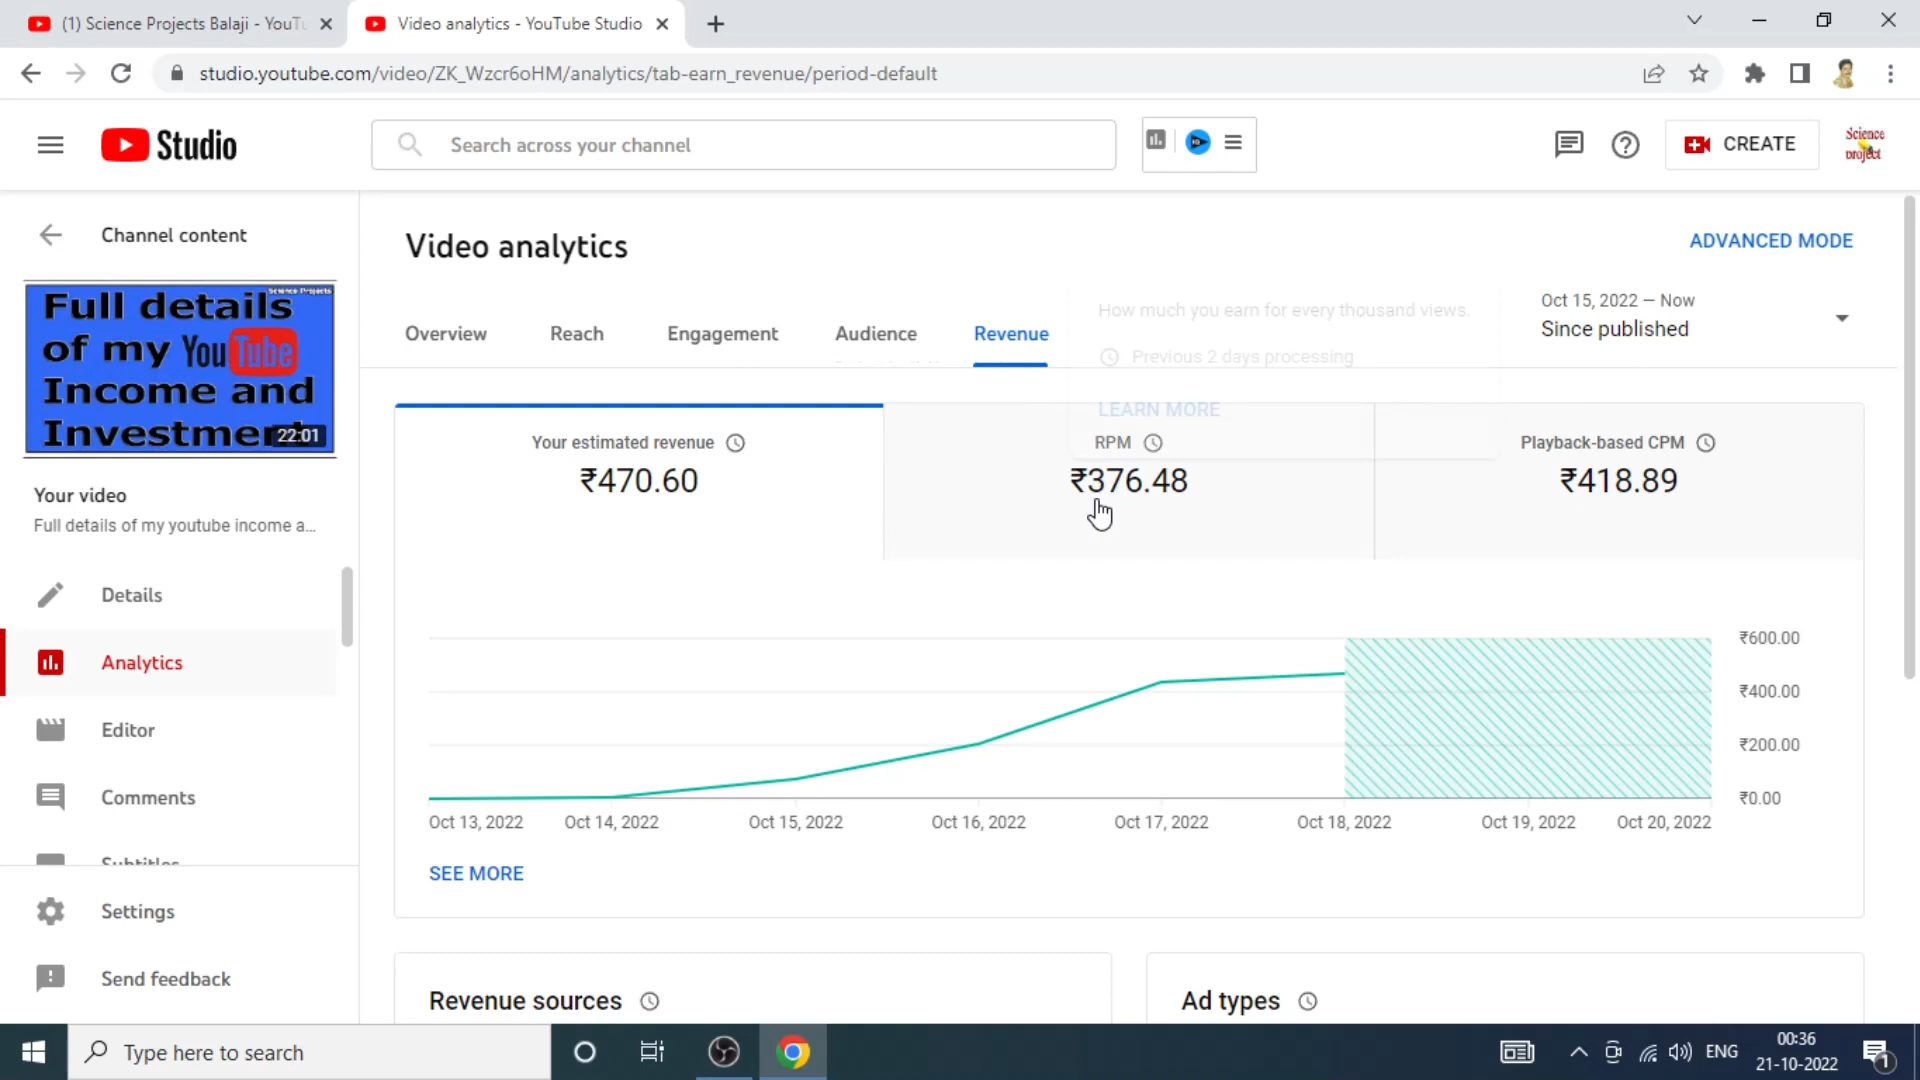 (1) Science Projects Balaji - YouTu
Video analytics - YouTube Studio
studio.youtube.com/video/ZK_Wzcr6oHM/analytics/tab-earn_revenue/period-default
Studio
Search across your channel
CREATE
Science
project
Channel content
Science Projects
Full details
of my YouTube
Income and
Investment
22:01
Your video
Full details of my youtube income a...
Details
Analytics
Editor
Comments
Subtitles
Settings
Send feedback
Video analytics
ADVANCED MODE
Overview
Reach
Engagement
Audience
Revenue
How much you earn for every thousand views.
Previous 2 days processing
LEARN MORE
Oct 15, 2022 – Now
Since published
Your estimated revenue
₹470.60
RPM
₹376.48
Playback-based CPM
₹418.89
₹600.00
₹400.00
₹200.00
₹0.00
Oct 13, 2022
Oct 14, 2022
Oct 15, 2022
Oct 16, 2022
Oct 17, 2022
Oct 18, 2022
Oct 19, 2022
Oct 20, 2022
SEE MORE
Revenue sources
Ad types
Type here to search
ENG
00:36
21-10-2022
1